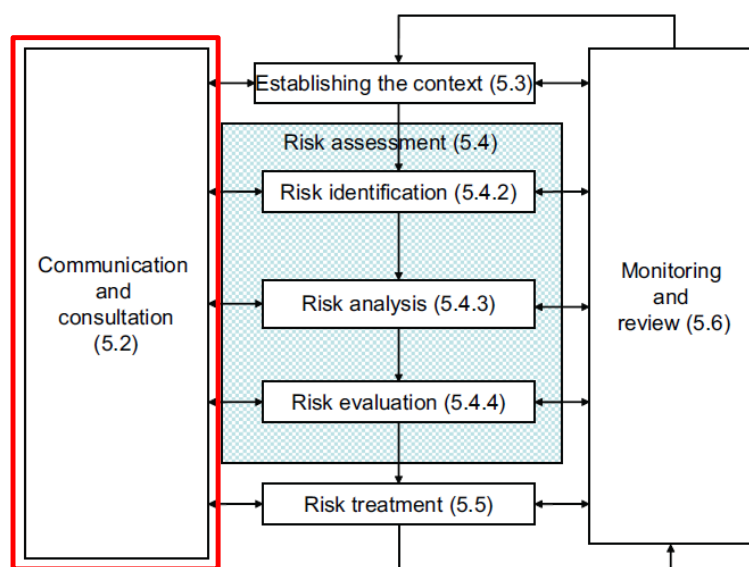 Establishing the context (5.3)
Risk assessment (5.4)
Risk identification (5.4.2)
Communication
and
consultation
(5.2)
Risk analysis (5.4.3)
Monitoring
and
review (5.6)
Risk evaluation (5.4.4)
Risk treatment (5.5)